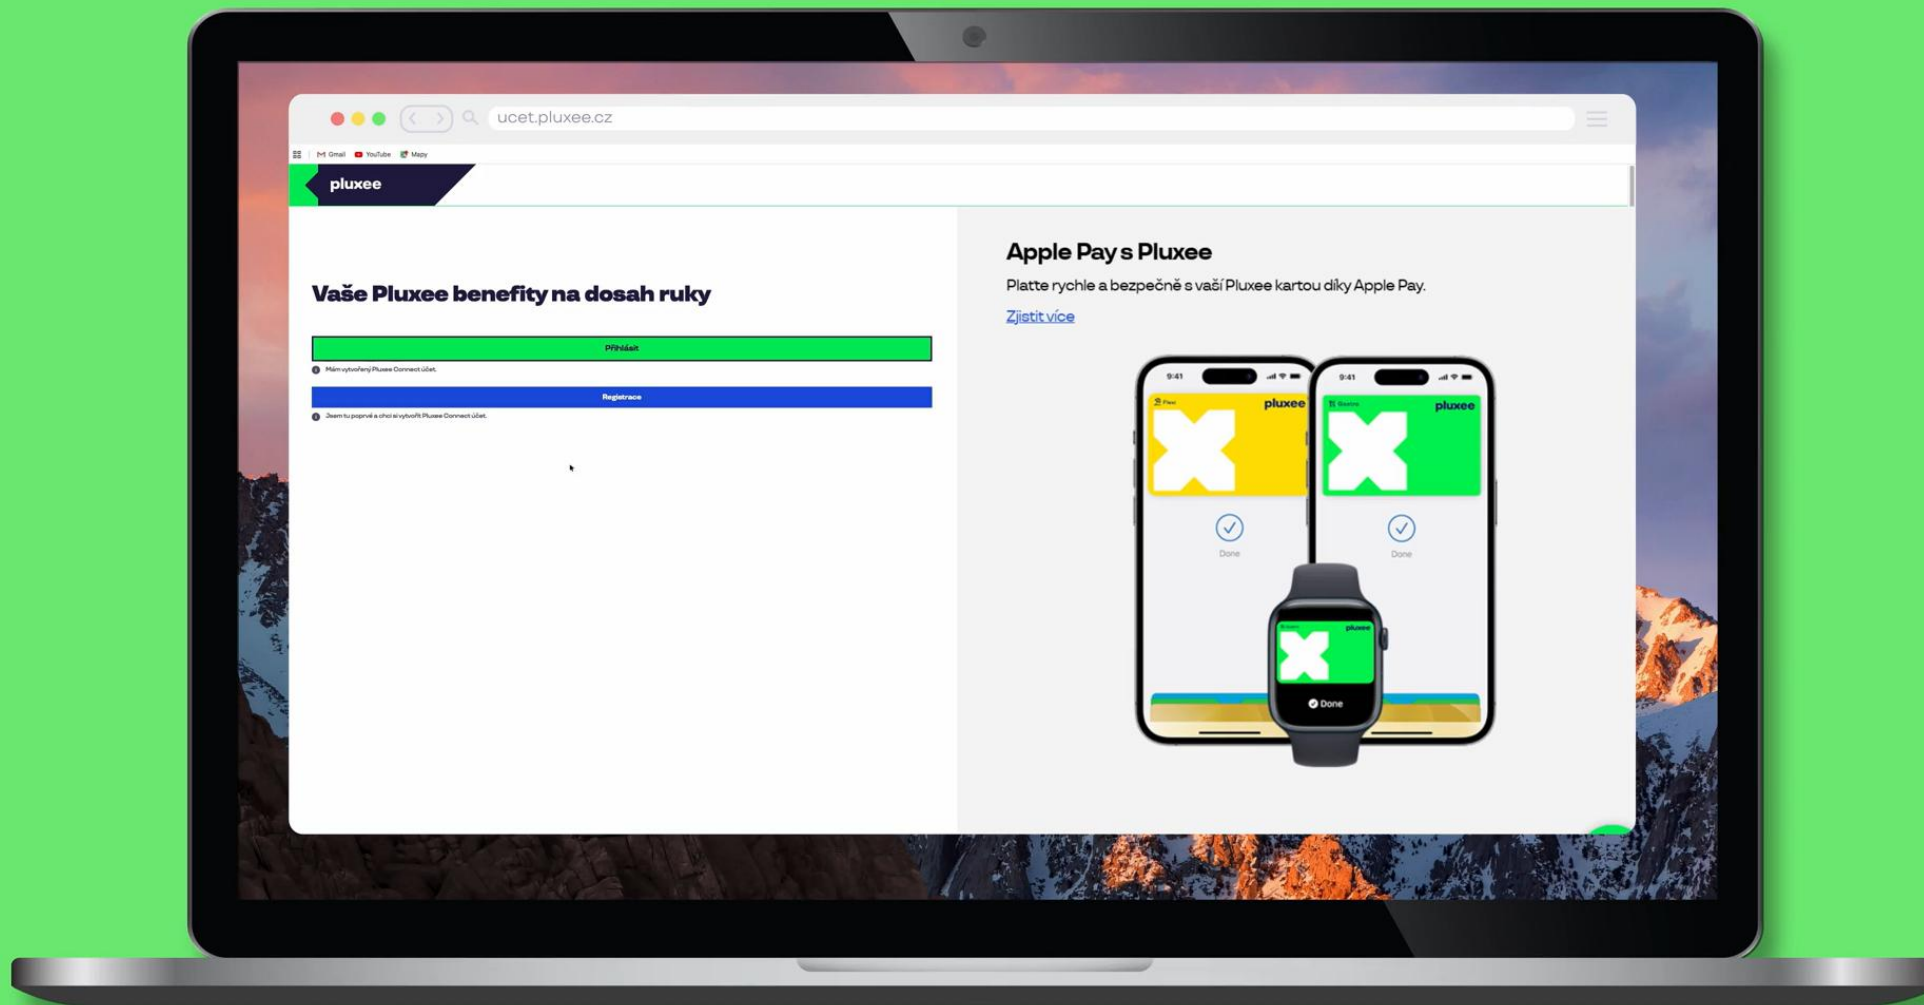 ucet.pluxee.cz
Gmail YouTube Mapy
pluxee
Vaše Pluxee benefity na dosah ruky
Přihlásit
Mám vytvořený Pluxee Connect účet.
Registrace
Jsem tu poprvé a chci si vytvořit Pluxee Connect účet.
Apple Pay s Pluxee
Platte rychle a bezpečně s vaší Pluxee kartou díky Apple Pay.
Zjistit více
9:41
9:41
Flexi pluxee
pluxee
Done
Done
pluxee
Done